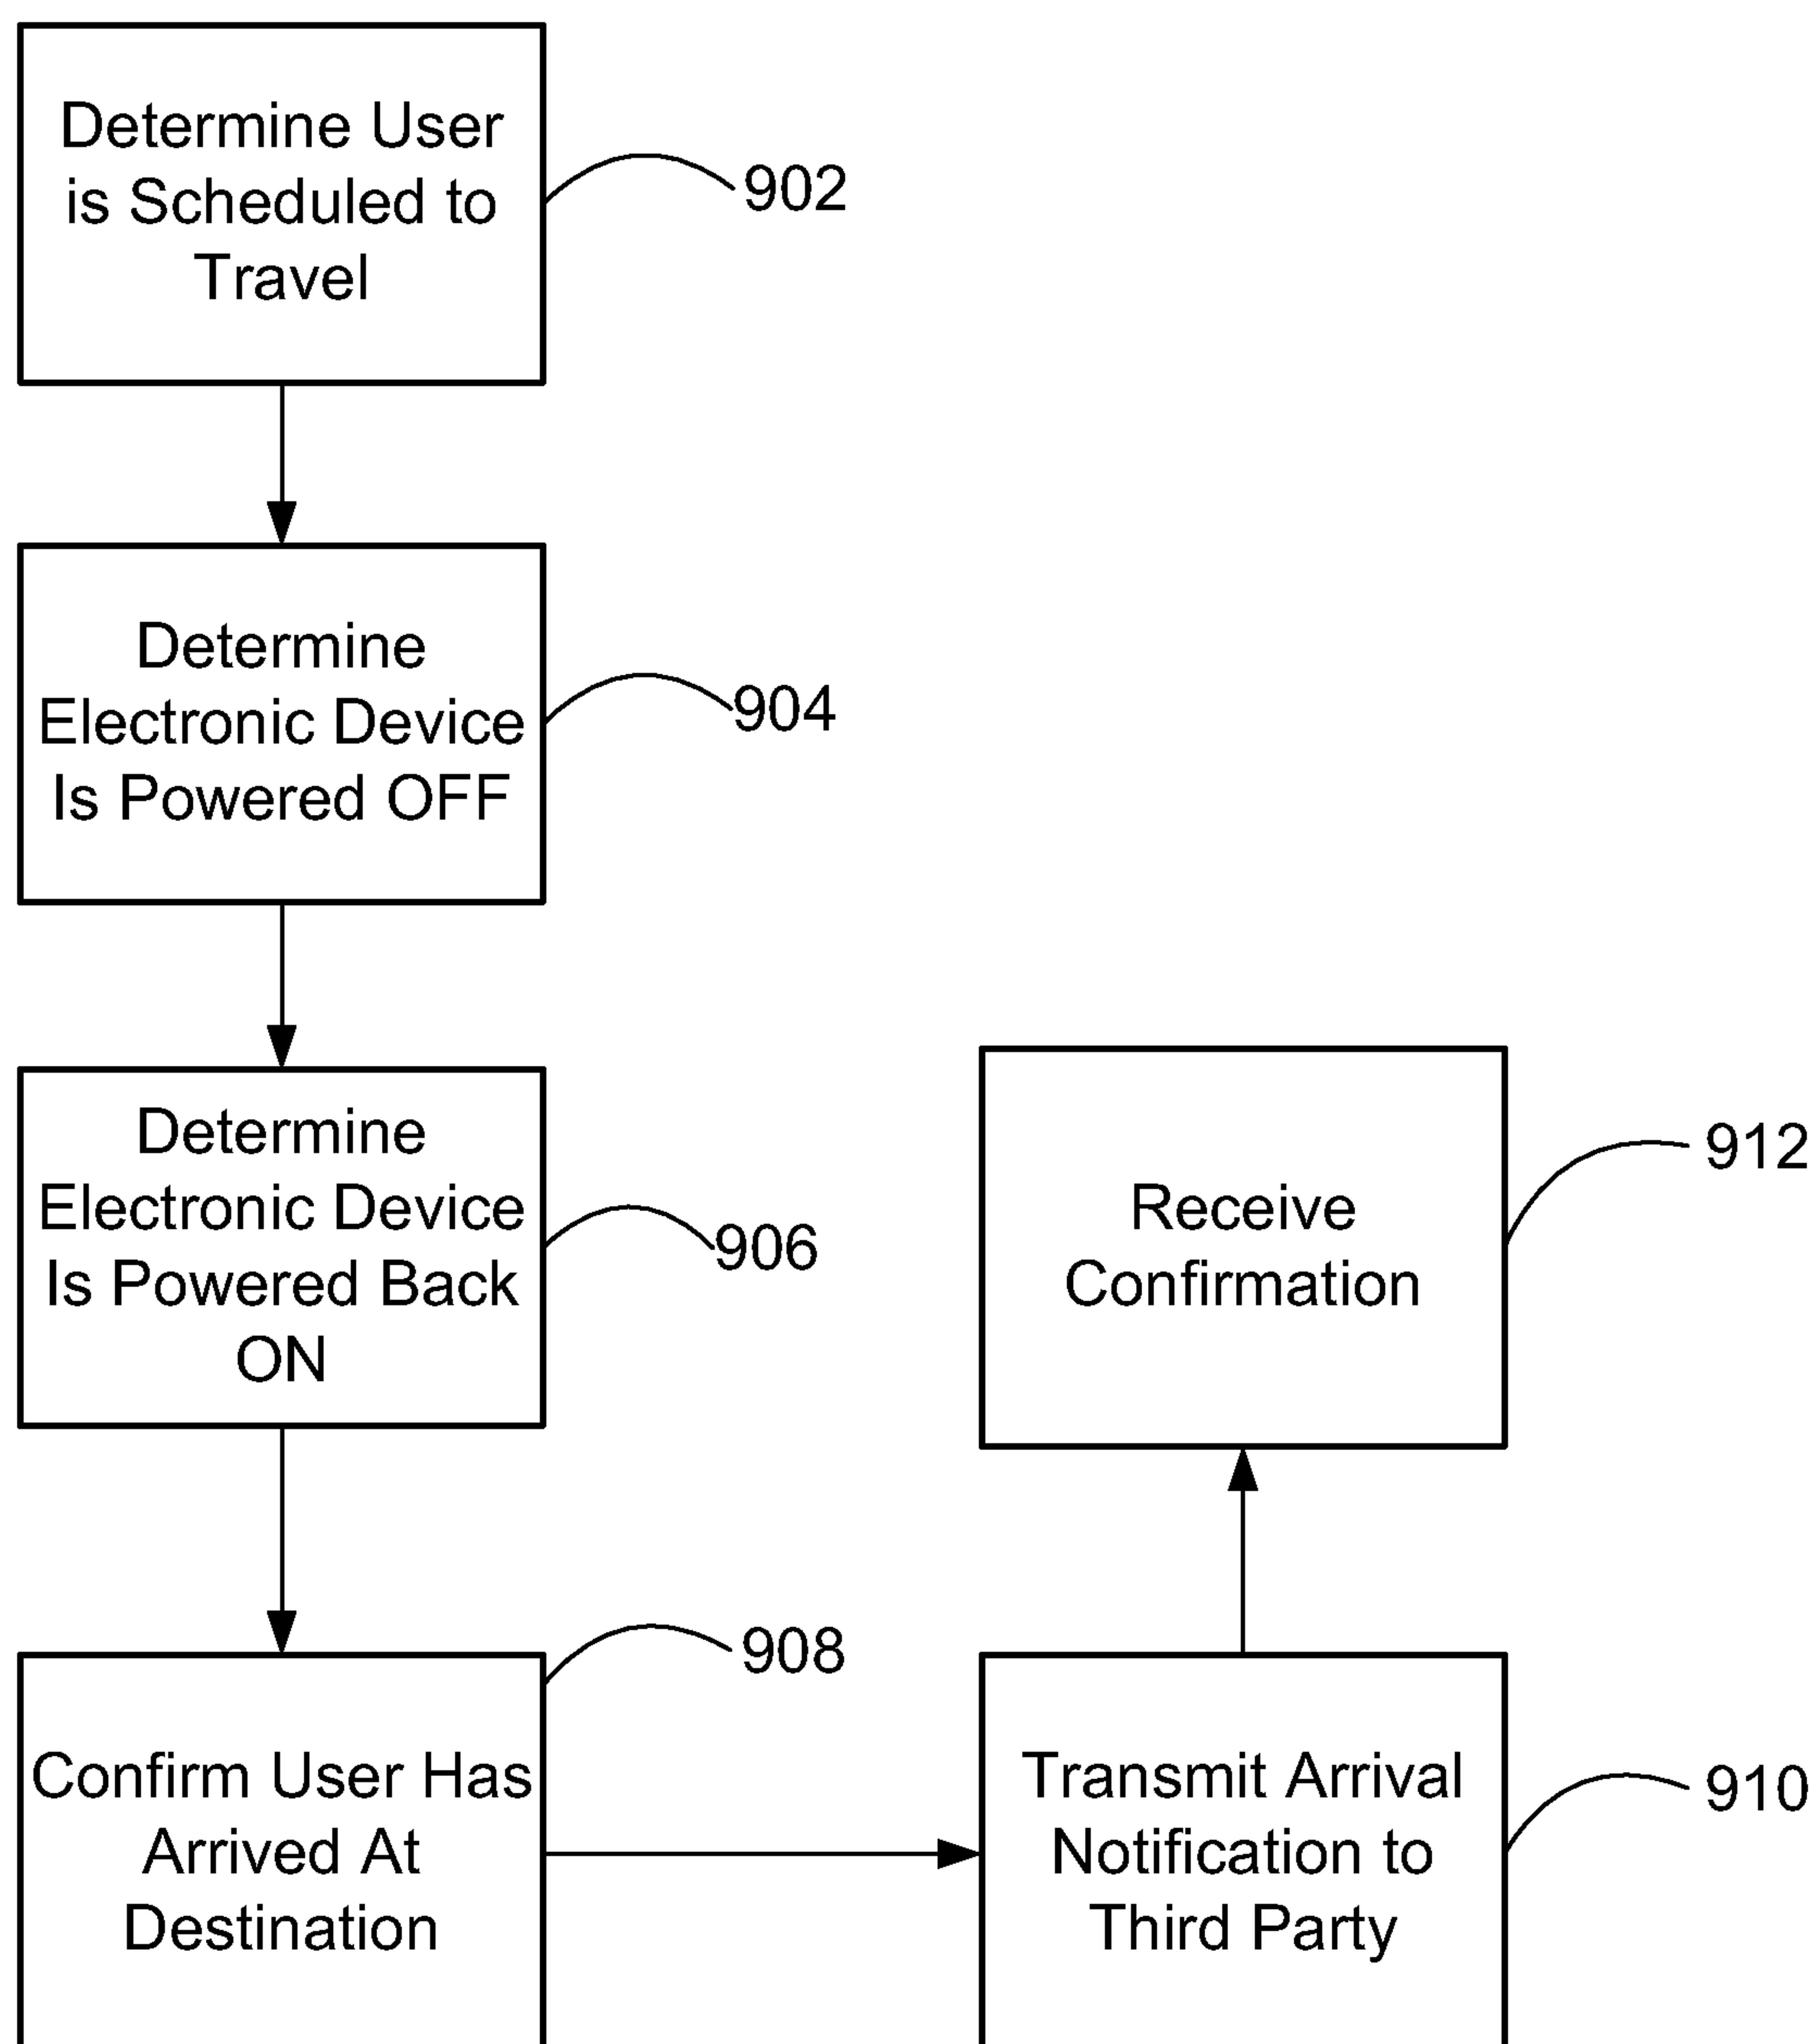 Determine User
is Scheduled to
Travel
902
Determine
Electronic Device
Is Powered OFF
904
Determine
Electronic Device
Is Powered Back
ON
906
Confirm User Has
Arrived At
Destination
908
Transmit Arrival
Notification to
Third Party
910
Receive
Confirmation
912